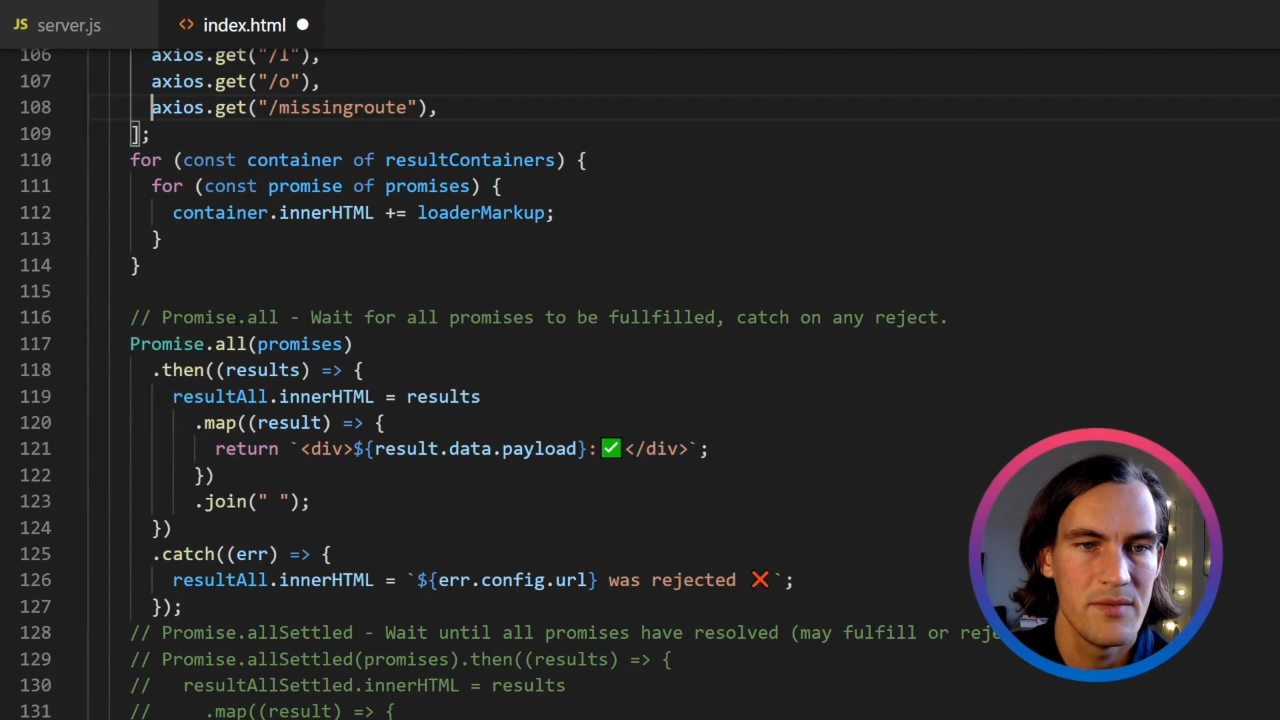 JS server.js <> index.html
106 axios.get("/l"),
107 axios.get("/o"),
108 axios.get("/missingroute"),
109 ];
110 for (const container of resultContainers) {
111 for (const promise of promises) {
112 container.innerHTML += loaderMarkup;
113 }
114 }
115
116 // Promise.all - Wait for all promises to be fullfilled, catch on any reject.
117 Promise.all(promises)
118 .then((results) => {
119 resultAll.innerHTML = results
120 .map((result) => {
121 return `<div>${result.data.payload}:✅</div>`;
122 })
123 .join(" ");
124 })
125 .catch((err) => {
126 resultAll.innerHTML = `${err.config.url} was rejected ❌`;
127 });
128 // Promise.allSettled - Wait until all promises have resolved (may fulfill or reje
129 // Promise.allSettled(promises).then((results) => {
130 // resultAllSettled.innerHTML = results
131 // .map((result) => {